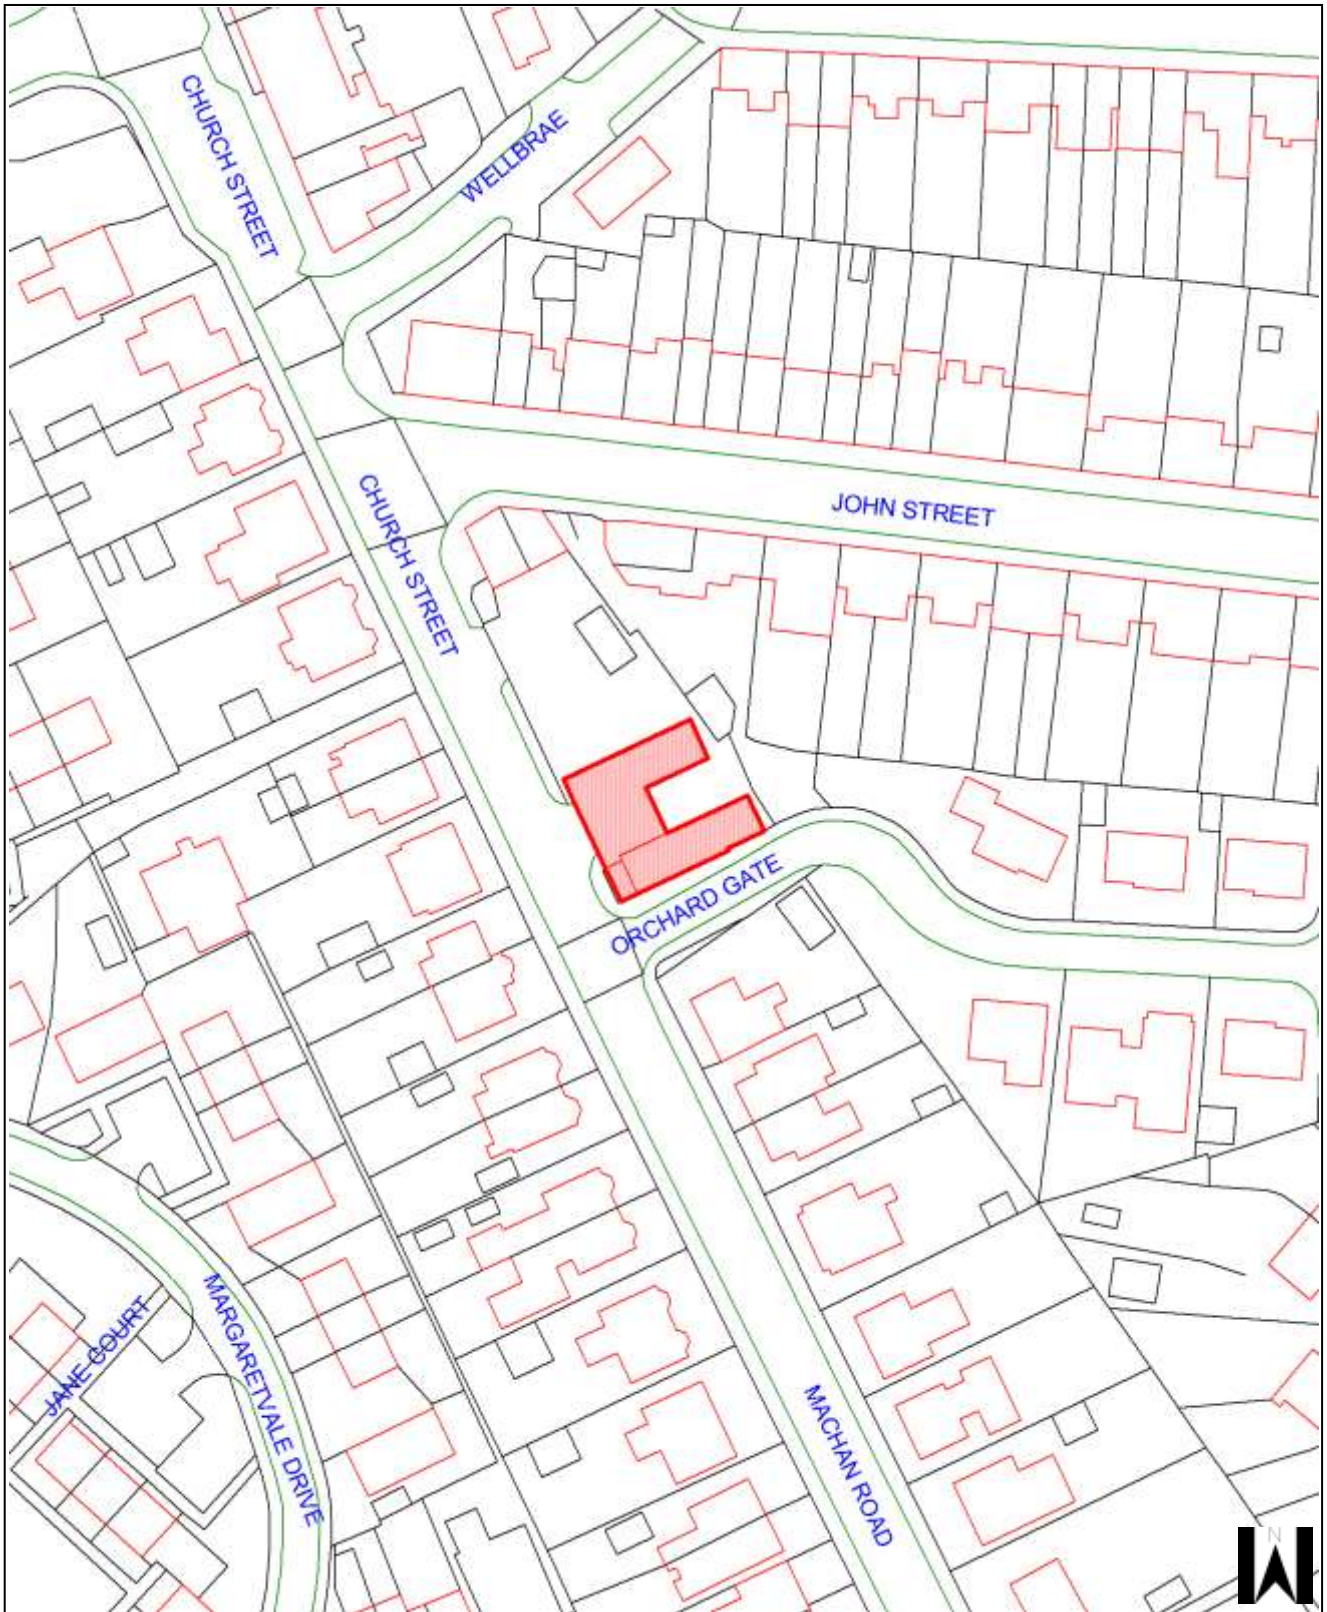 CHURCH STREET
WELLBRAE
JOHN STREET
CHURCH STREET
ORCHARD GATE
JANE COURT
MARGARETVALE DRIVE
MACHAN ROAD
N